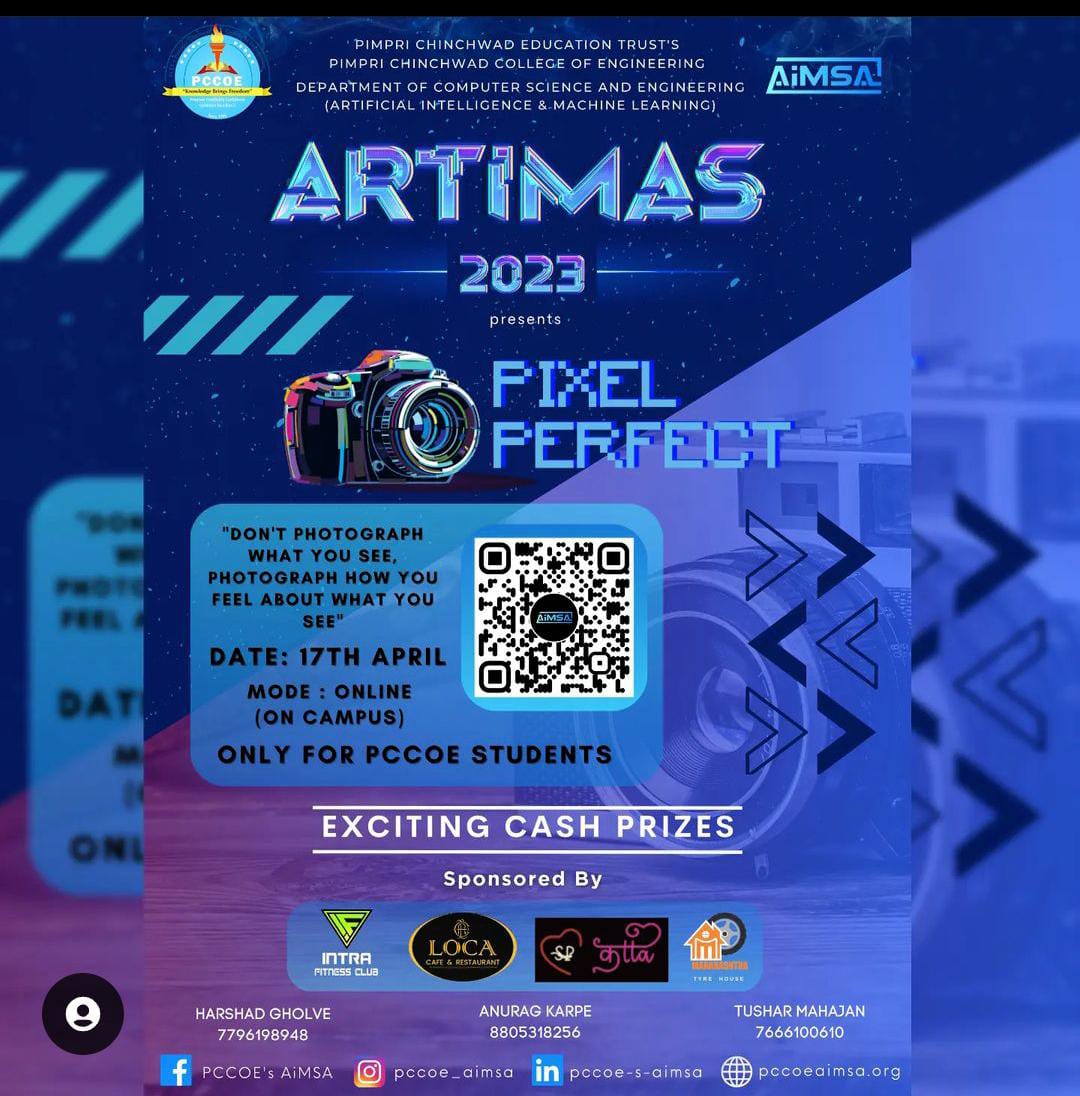 PIMPRI CHINCHWAD EDUCATION TRUST'S
PIMPRI CHINCHWAD COLLEGE OF ENGINEERING
DEPARTMENT OF COMPUTER SCIENCE AND ENGINEERING
(ARTIFICIAL INTELLIGENCE & MACHINE LEARNING)
PCCOE
"Knowledge Brings Freedom"
AiMSA
ARTiMAS
2023
presents
PIXEL
PERFECT
"DON'T PHOTOGRAPH
WHAT YOU SEE,
PHOTOGRAPH HOW YOU
FEEL ABOUT WHAT YOU
SEE"
AiMSA
DATE: 17TH APRIL
MODE : ONLINE
(ON CAMPUS)
ONLY FOR PCCOE STUDENTS
EXCITING CASH PRIZES
Sponsored By
INTRA
FITNESS CLUB
LOCA
CAFE & RESTAURANT
SP कट्टा
MAHARASHTRA
TYRE HOUSE
HARSHAD GHOLVE
7796198948
ANURAG KARPE
8805318256
TUSHAR MAHAJAN
7666100610
PCCOE's AiMSA
pccoe_aimsa
pccoe-s-aimsa
pccoeaimsa.org